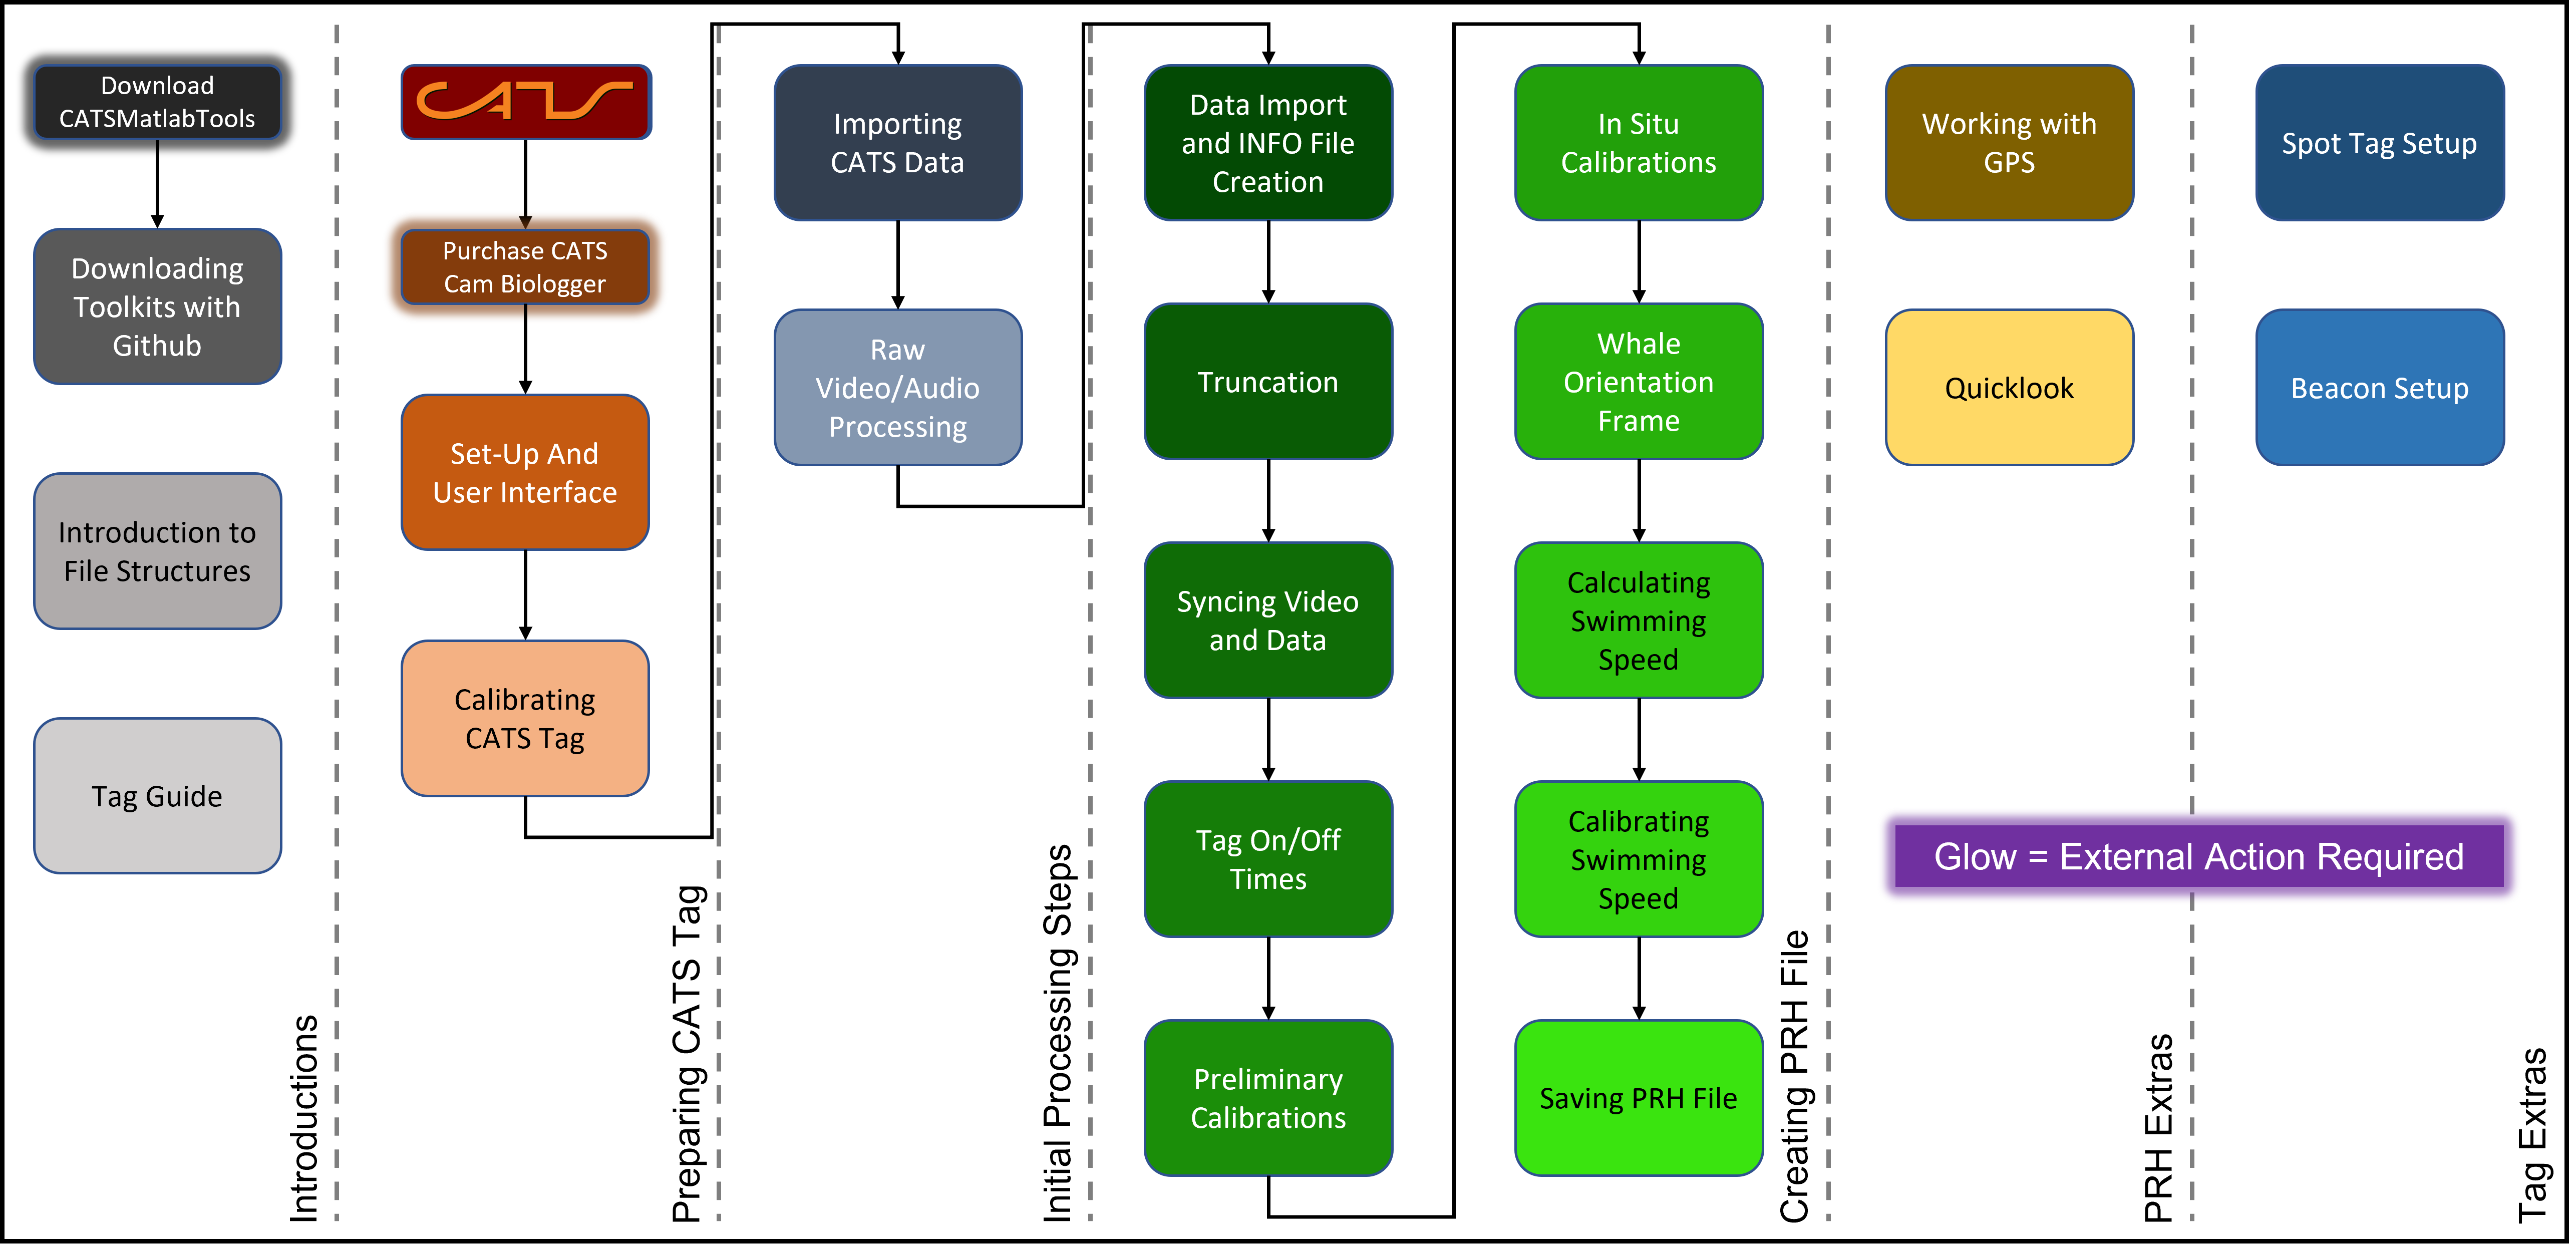 Download
CATSMatlabTools
Downloading
Toolkits with
Github
Introduction to
File Structures
Tag Guide
Introductions
CATS
Purchase CATS
Cam Biologger
Set-Up And
User Interface
Calibrating
CATS Tag
Preparing CATS Tag
Importing
CATS Data
Raw
Video/Audio
Processing
Initial Processing Steps
Data Import
and INFO File
Creation
Truncation
Syncing Video
and Data
Tag On/Off
Times
Preliminary
Calibrations
In Situ
Calibrations
Whale
Orientation
Frame
Calculating
Swimming
Speed
Calibrating
Swimming
Speed
Saving PRH File
Creating PRH File
Working with
GPS
Quicklook
PRH Extras
Spot Tag Setup
Beacon Setup
Glow = External Action Required
Tag Extras